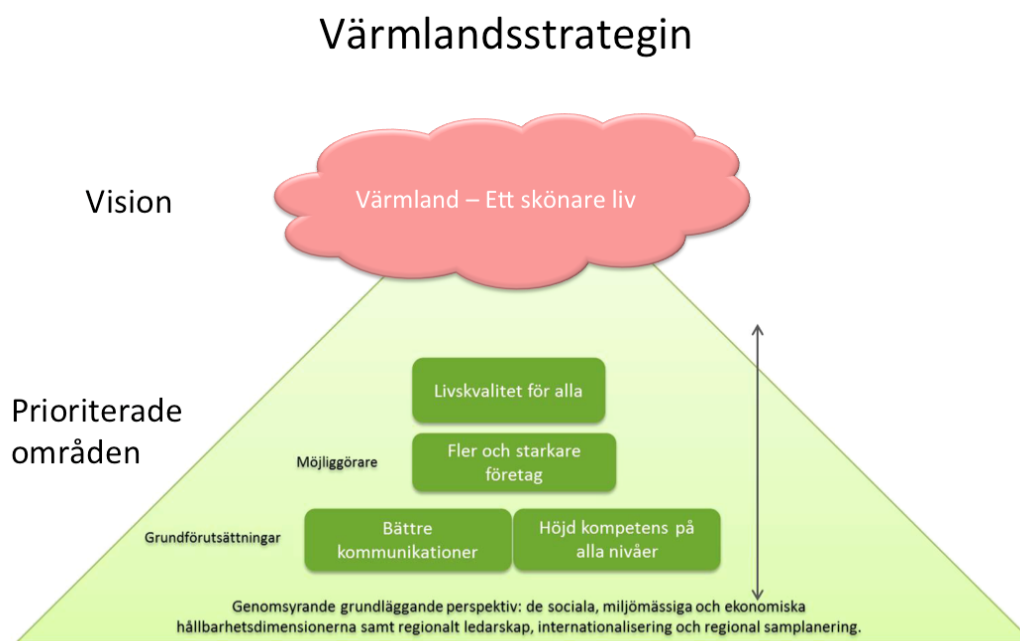 Värmlandsstrategin
Vision
Värmland – Ett skönare liv
Prioriterade
områden
Livskvalitet för alla
Möjliggörare
Fler och starkare
företag
Grundförutsättningar
Bättre
kommunikationer
Höjd kompetens på
alla nivåer
Genomsyrande grundläggande perspektiv: de sociala, miljömässiga och ekonomiska
hållbarhetsdimensionerna samt regionalt ledarskap, internationalisering och regional samplanering.